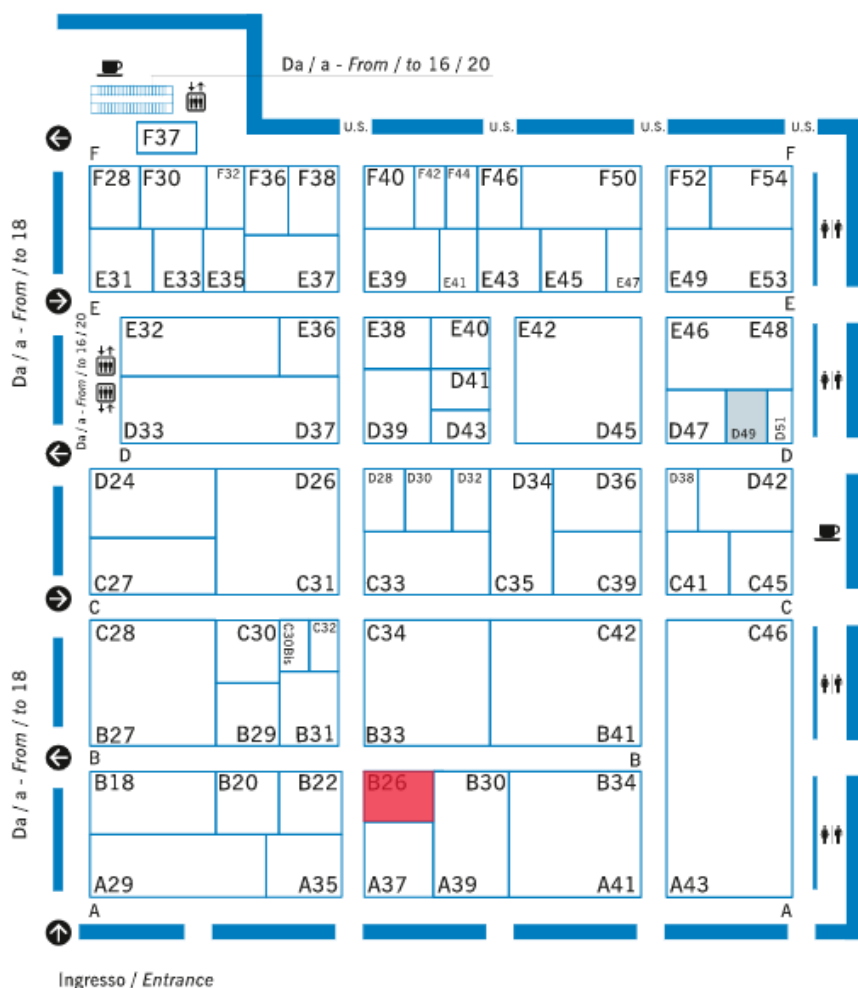 Da / a - From / to 16 / 20
U.S. U.S. U.S. U.S.
F37
F F
F28 F30 F32 F36 F38 F40 F42 F44 F46 F50 F52 F54
Da / a - From / to 18
E31 E33 E35 E37 E39 E41 E43 E45 E47 E49 E53
E E
Da / a - From / to 16 / 20
E32 E36 E38 E40 E42 E46 E48
D41
D33 D37 D39 D43 D45 D47 D49 D51
D D
D24 D26 D28 D30 D32 D34 D36 D38 D42
C27 C31 C33 C35 C39 C41 C45
C C
C28 C30 C30Bis C32 C34 C42 C46
Da / a - From / to 18
B27 B29 B31 B33 B41
B B
B18 B20 B22 B26 B30 B34
A29 A35 A37 A39 A41 A43
A A
Ingresso / Entrance